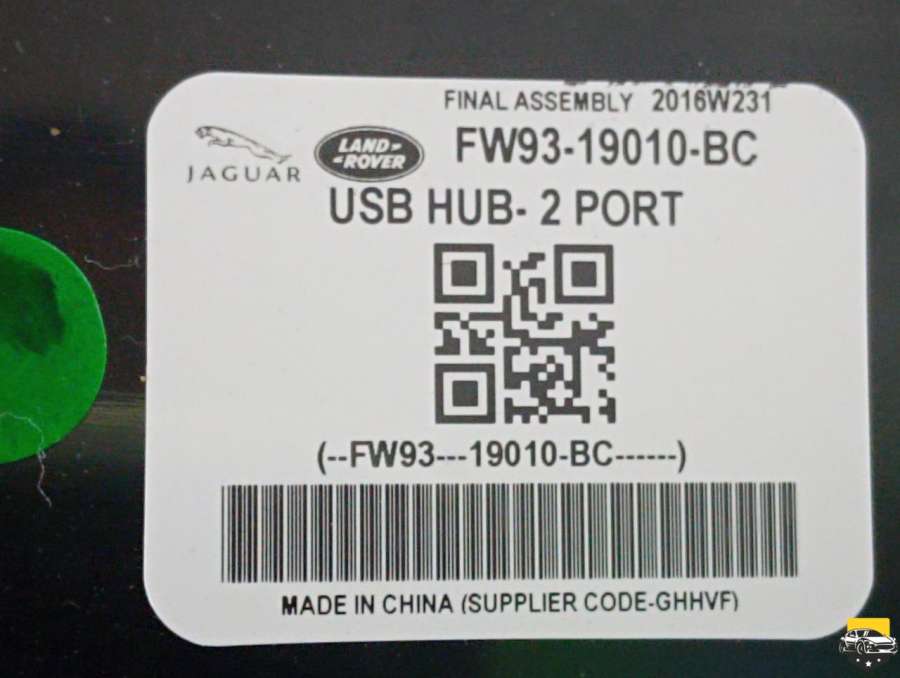 FINAL ASSEMBLY 2016W231
JAGUAR
LAND-
-ROVER
FW93-19010-BC
USB HUB- 2 PORT
(--FW93---19010-BC------)
MADE IN CHINA (SUPPLIER CODE-GHHVF)